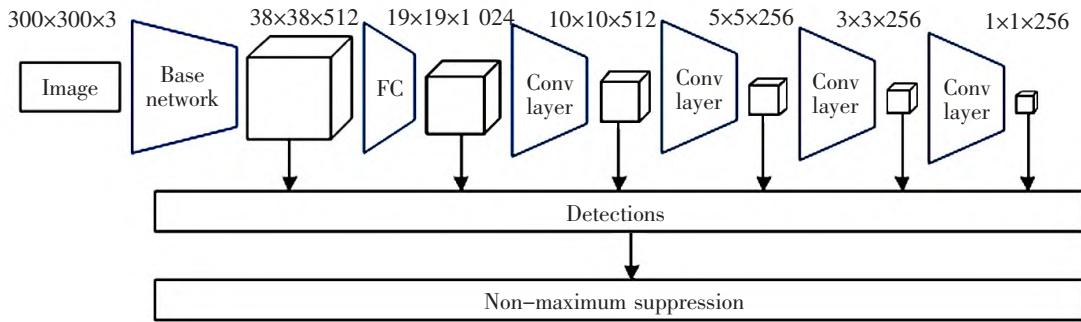 300×300×3
38×38×512
19×19×1 024
10×10×512
5×5×256
3×3×256
1×1×256
Image
Base
network
FC
Conv
layer
Conv
layer
Conv
layer
Conv
layer
Detections
Non-maximum suppression